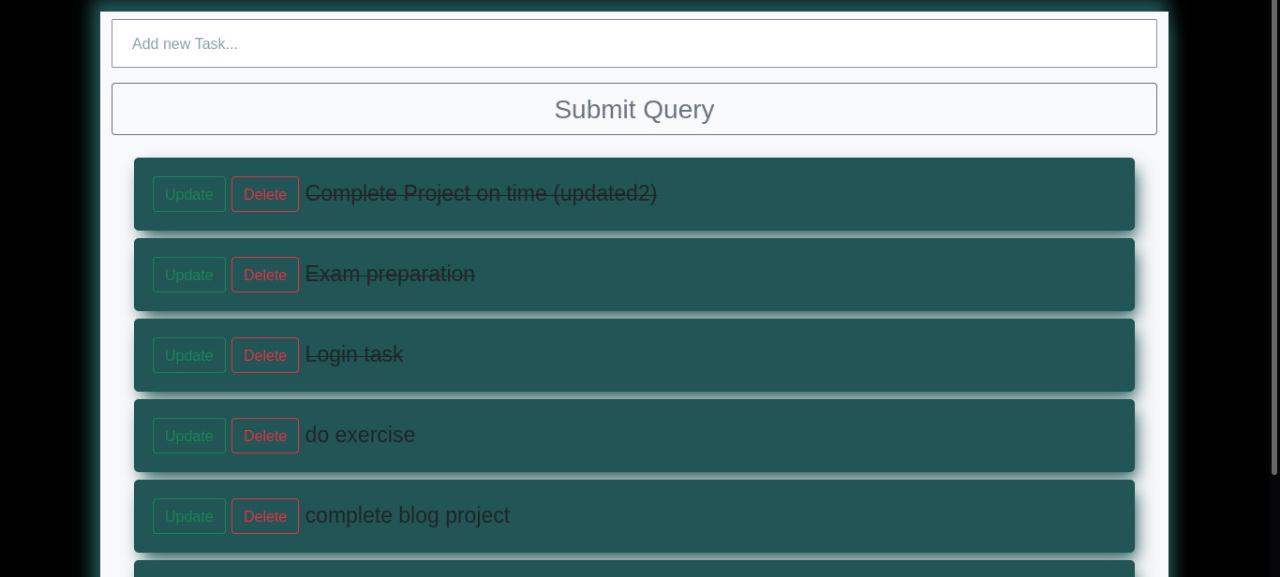 Add new Task...
Submit Query
Update Delete Complete Project on time (updated2)
Update Delete Exam preparation
Update Delete Login task
Update Delete do exercise
Update Delete complete blog project